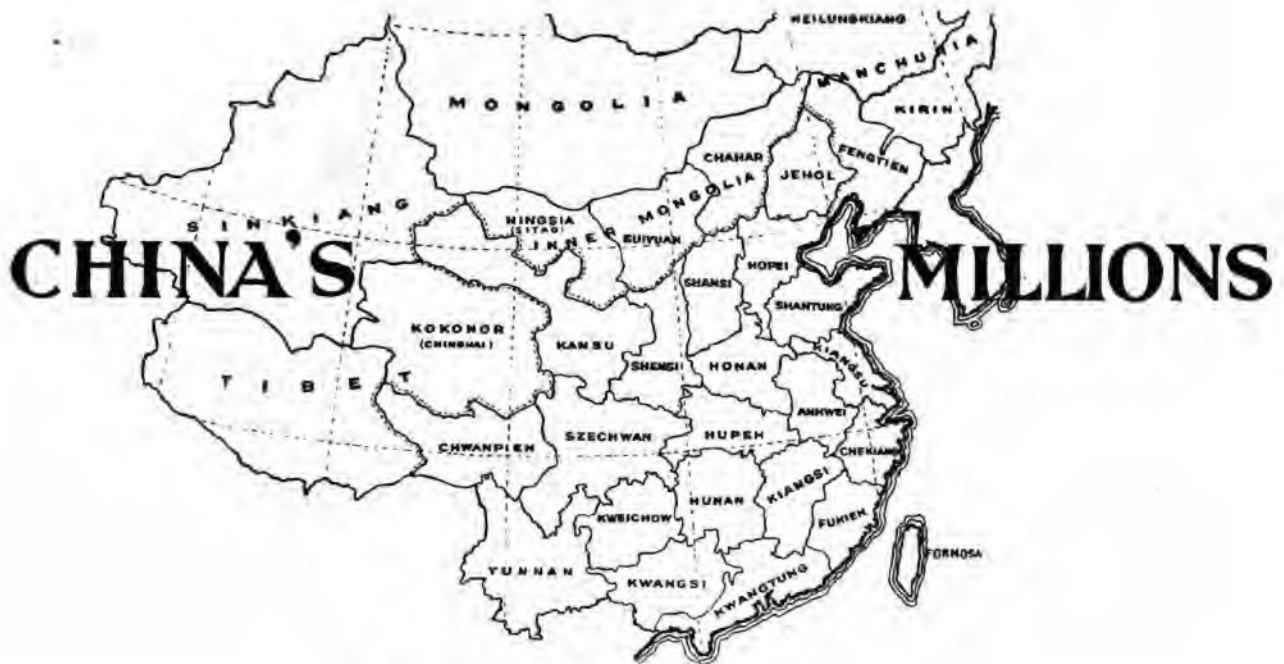 HEILUNGKIANG
MANCHURIA
KIRIN
MONGOLIA
CHAHAR
JEHOL
FENGTIEN
SINKIANG
NINGSIA
(SITAO)
INNER MONGOLIA
SUIYUAN
CHINA'S MILLIONS
SHANSI
HOPEI
SHANTUNG
KOKONOR
(CHINGHAI)
KANSU
SHENSI
HONAN
KIANGSU
TIBET
ANHWEI
CHWANPIEN
SZECHWAN
HUPEH
CHEKIANG
KWEICHOW
HUNAN
KIANGSI
FUKIEN
FORMOSA
YUNNAN
KWANGSI
KWANGTUNG